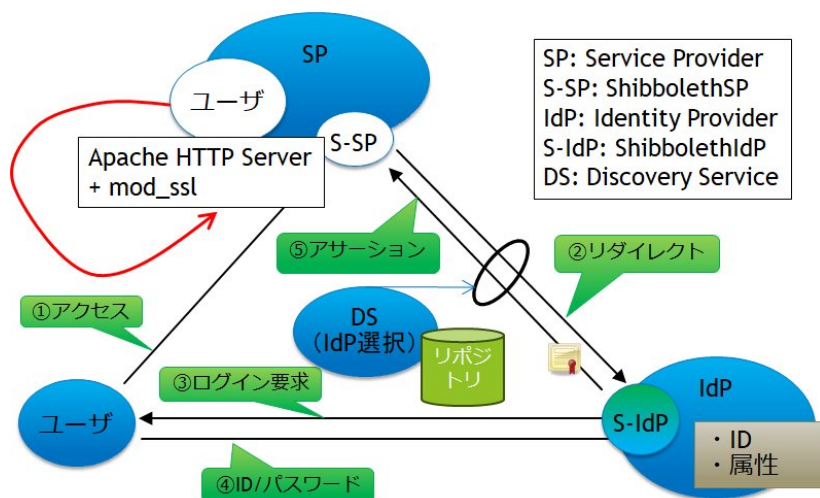 SP
ユーザ
S-SP
Apache HTTP Server
+ mod_ssl
SP: Service Provider
S-SP: ShibbolethSP
IdP: Identity Provider
S-IdP: ShibbolethIdP
DS: Discovery Service
⑤アサーション
②リダイレクト
①アクセス
DS
(IdP選択)
リポジ
トリ
③ログイン要求
ユーザ
S-IdP
IdP
・ID
・属性
④ID/パスワード